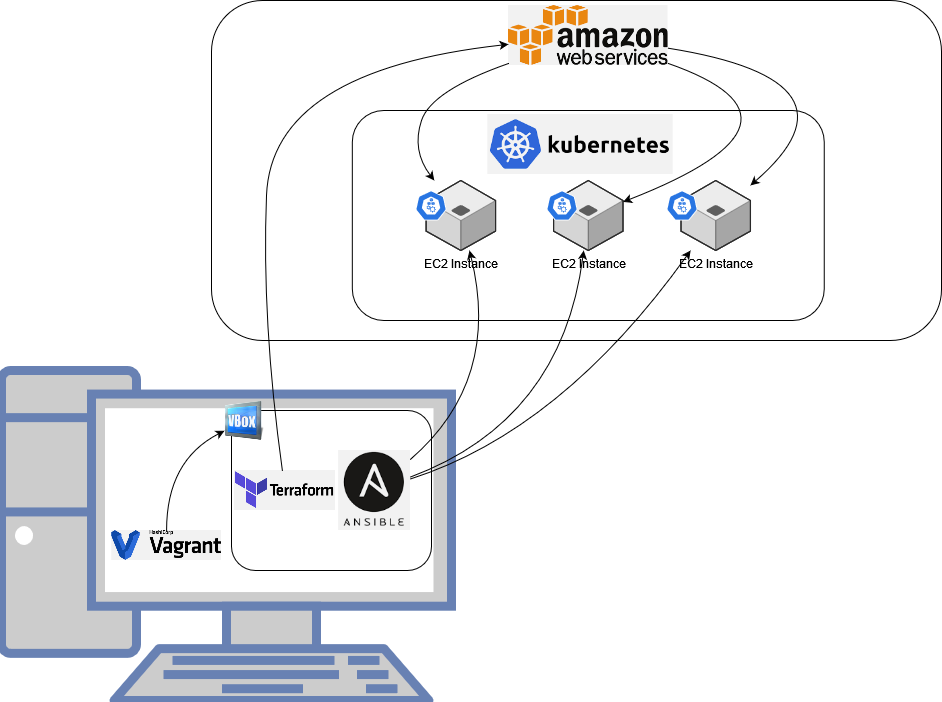 amazon
web services
kubernetes
EC2 Instance
EC2 Instance
EC2 Instance
VBOX
Terraform
ANSIBLE
HashiCorp
Vagrant